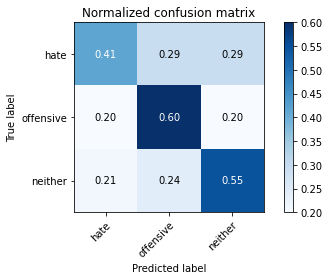 Normalized confusion matrix
True label
hate
offensive
neither
0.41 0.29 0.29
0.20 0.60 0.20
0.21 0.24 0.55
hate
offensive
neither
Predicted label
0.60
0.55
0.50
0.45
0.40
0.35
0.30
0.25
0.20